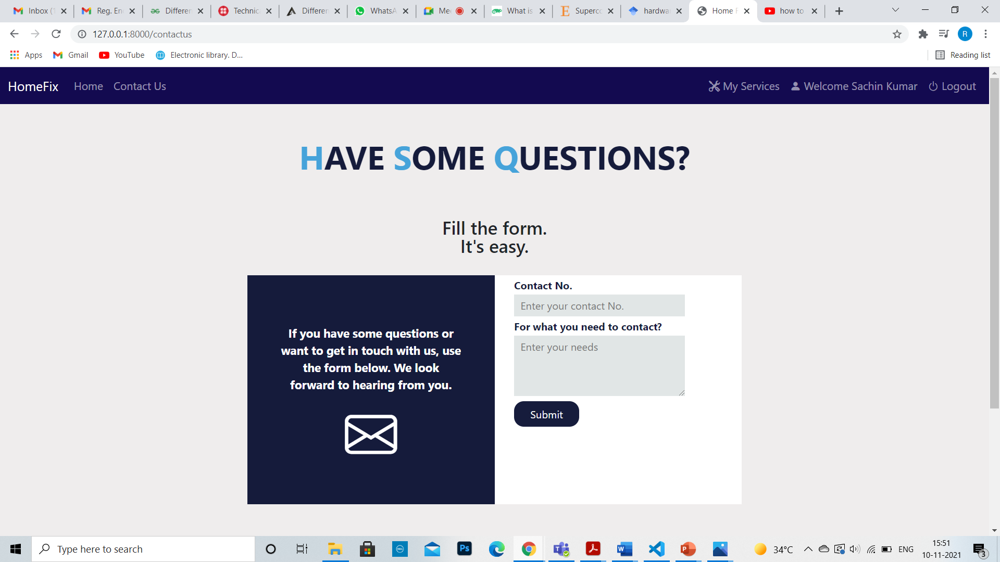 Inbox (1
Reg. En
Differen
Technic
Differen
WhatsA
Mee
What is
Superco
hardwa
Home F
how to
127.0.0.1:8000/contactus
Apps
Gmail
YouTube
Electronic library. D...
Reading list
HomeFix
Home
Contact Us
My Services
Welcome Sachin Kumar
Logout
HAVE SOME QUESTIONS?
Fill the form.
It's easy.
If you have some questions or
want to get in touch with us, use
the form below. We look
forward to hearing from you.
Contact No.
Enter your contact No.
For what you need to contact?
Enter your needs
Submit
Type here to search
34°C
ENG
15:51
10-11-2021
3